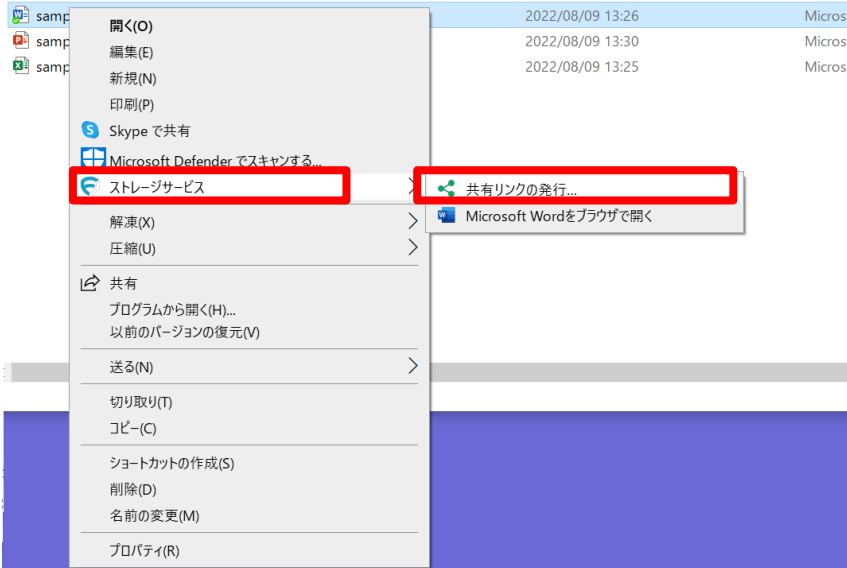 samp 2022/08/09 13:26 Micros
samp 2022/08/09 13:30 Micros
samp 2022/08/09 13:25 Micros
開く(O)
編集(E)
新規(N)
印刷(P)
Skype で共有
Microsoft Defender でスキャンする...
ストレージサービス
共有リンクの発行...
Microsoft Wordをブラウザで開く
解凍(X)
圧縮(U)
共有
プログラムから開く(H)...
以前のバージョンの復元(V)
送る(N)
切り取り(T)
コピー(C)
ショートカットの作成(S)
削除(D)
名前の変更(M)
プロパティ(R)